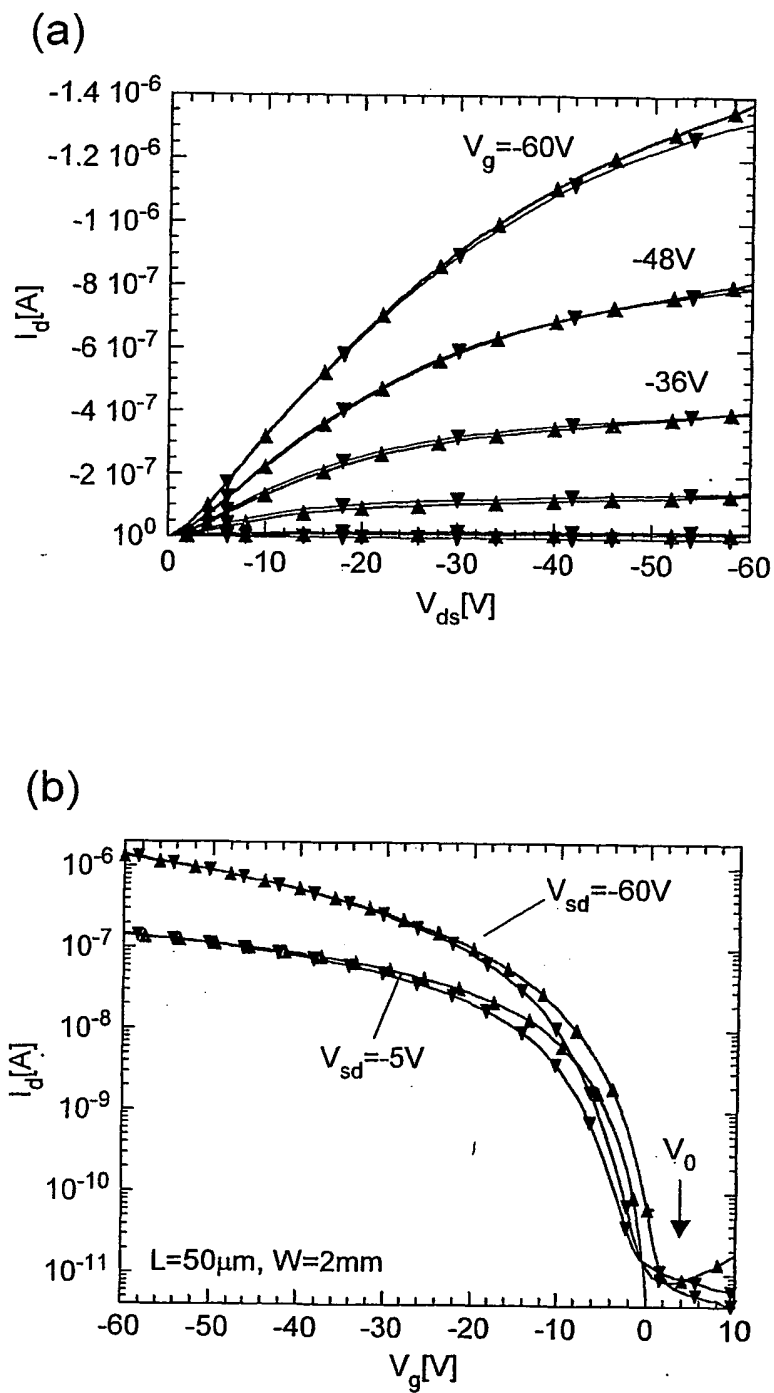 (a)
-1.4 10-6
-1.2 10-6
-1 10-6
-8 10-7
-6 10-7
-4 10-7
-2 10-7
10^0
Id[A]
Vg=-60V
-48V
-36V
0 -10 -20 -30 -40 -50 -60
Vds[V]
(b)
10-6
10-7
10-8
10-9
10-10
10-11
Id[A]
Vsd=-60V
Vsd=-5V
V0
L=50μm, W=2mm
-60 -50 -40 -30 -20 -10 0 10
Vg[V]